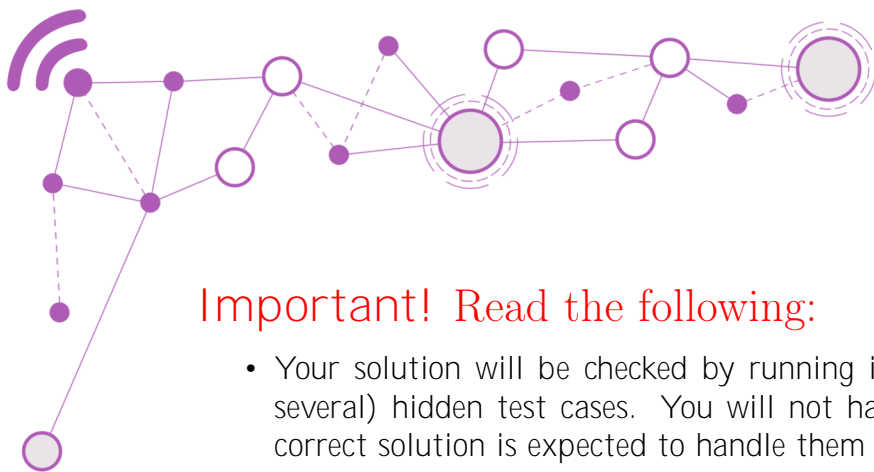 Important! Read the following:
• Your solution will be checked by running
several) hidden test cases. You will not
correct solution is expected to handle them